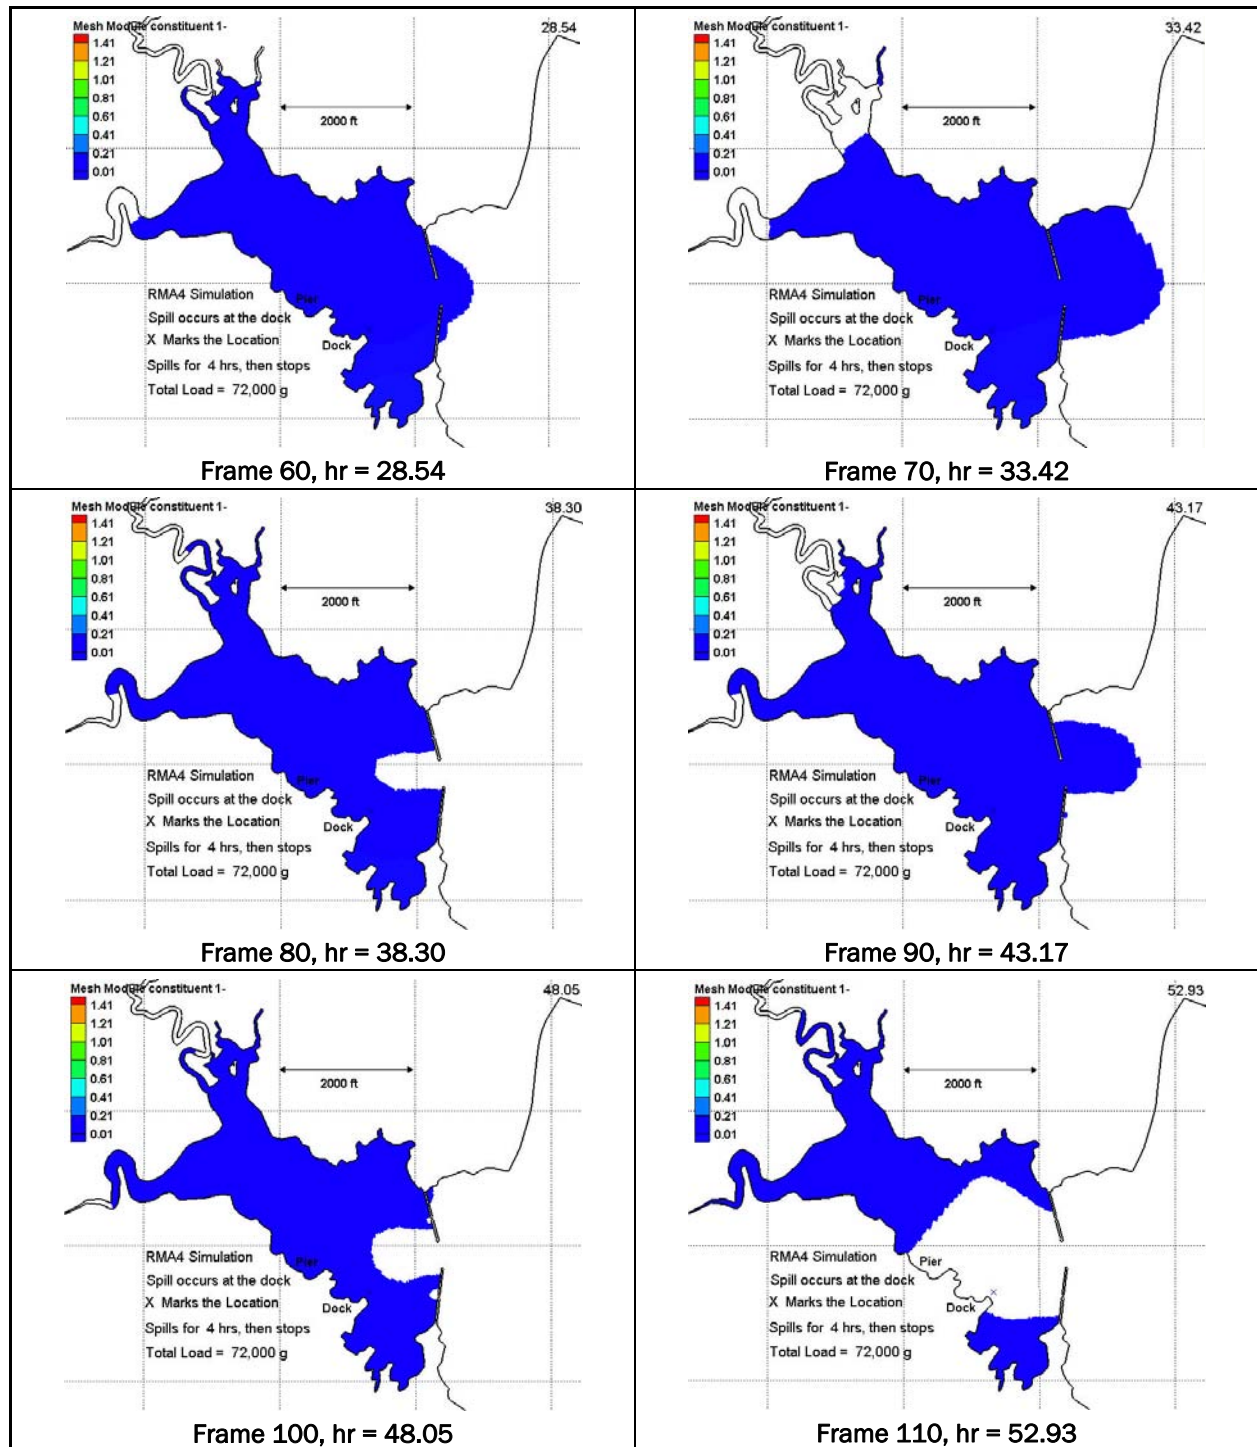 Mesh Module constituent 1-
28.54
1.41
1.21
1.01
0.81
0.61
0.41
0.21
0.01
2000 ft
RMA4 Simulation
Pier
Spill occurs at the dock
X Marks the Location
Dock
Spills for 4 hrs, then stops
Total Load = 72,000 g
Frame 60, hr = 28.54
Mesh Module constituent 1-
33.42
1.41
1.21
1.01
0.81
0.61
0.41
0.21
0.01
2000 ft
RMA4 Simulation
Pier
Spill occurs at the dock
X Marks the Location
Dock
Spills for 4 hrs, then stops
Total Load = 72,000 g
Frame 70, hr = 33.42
Mesh Module constituent 1-
38.30
1.41
1.21
1.01
0.81
0.61
0.41
0.21
0.01
2000 ft
RMA4 Simulation
Pier
Spill occurs at the dock
X Marks the Location
Dock
Spills for 4 hrs, then stops
Total Load = 72,000 g
Frame 80, hr = 38.30
Mesh Module constituent 1-
43.17
1.41
1.21
1.01
0.81
0.61
0.41
0.21
0.01
2000 ft
RMA4 Simulation
Pier
Spill occurs at the dock
X Marks the Location
Dock
Spills for 4 hrs, then stops
Total Load = 72,000 g
Frame 90, hr = 43.17
Mesh Module constituent 1-
48.05
1.41
1.21
1.01
0.81
0.61
0.41
0.21
0.01
2000 ft
RMA4 Simulation
Pier
Spill occurs at the dock
X Marks the Location
Dock
Spills for 4 hrs, then stops
Total Load = 72,000 g
Frame 100, hr = 48.05
Mesh Module constituent 1-
52.93
1.41
1.21
1.01
0.81
0.61
0.41
0.21
0.01
2000 ft
RMA4 Simulation
Pier
Spill occurs at the dock
X
X Marks the Location
Dock
Spills for 4 hrs, then stops
Total Load = 72,000 g
Frame 110, hr = 52.93